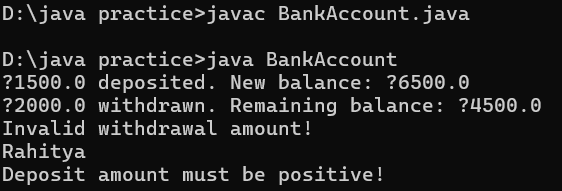 D:\java practice>javac BankAccount.java
D:\java practice>java BankAccount
?1500.0 deposited. New balance: ?6500.0
?2000.0 withdrawn. Remaining balance: ?4500.0
Invalid withdrawal amount!
Rahitya
Deposit amount must be positive!